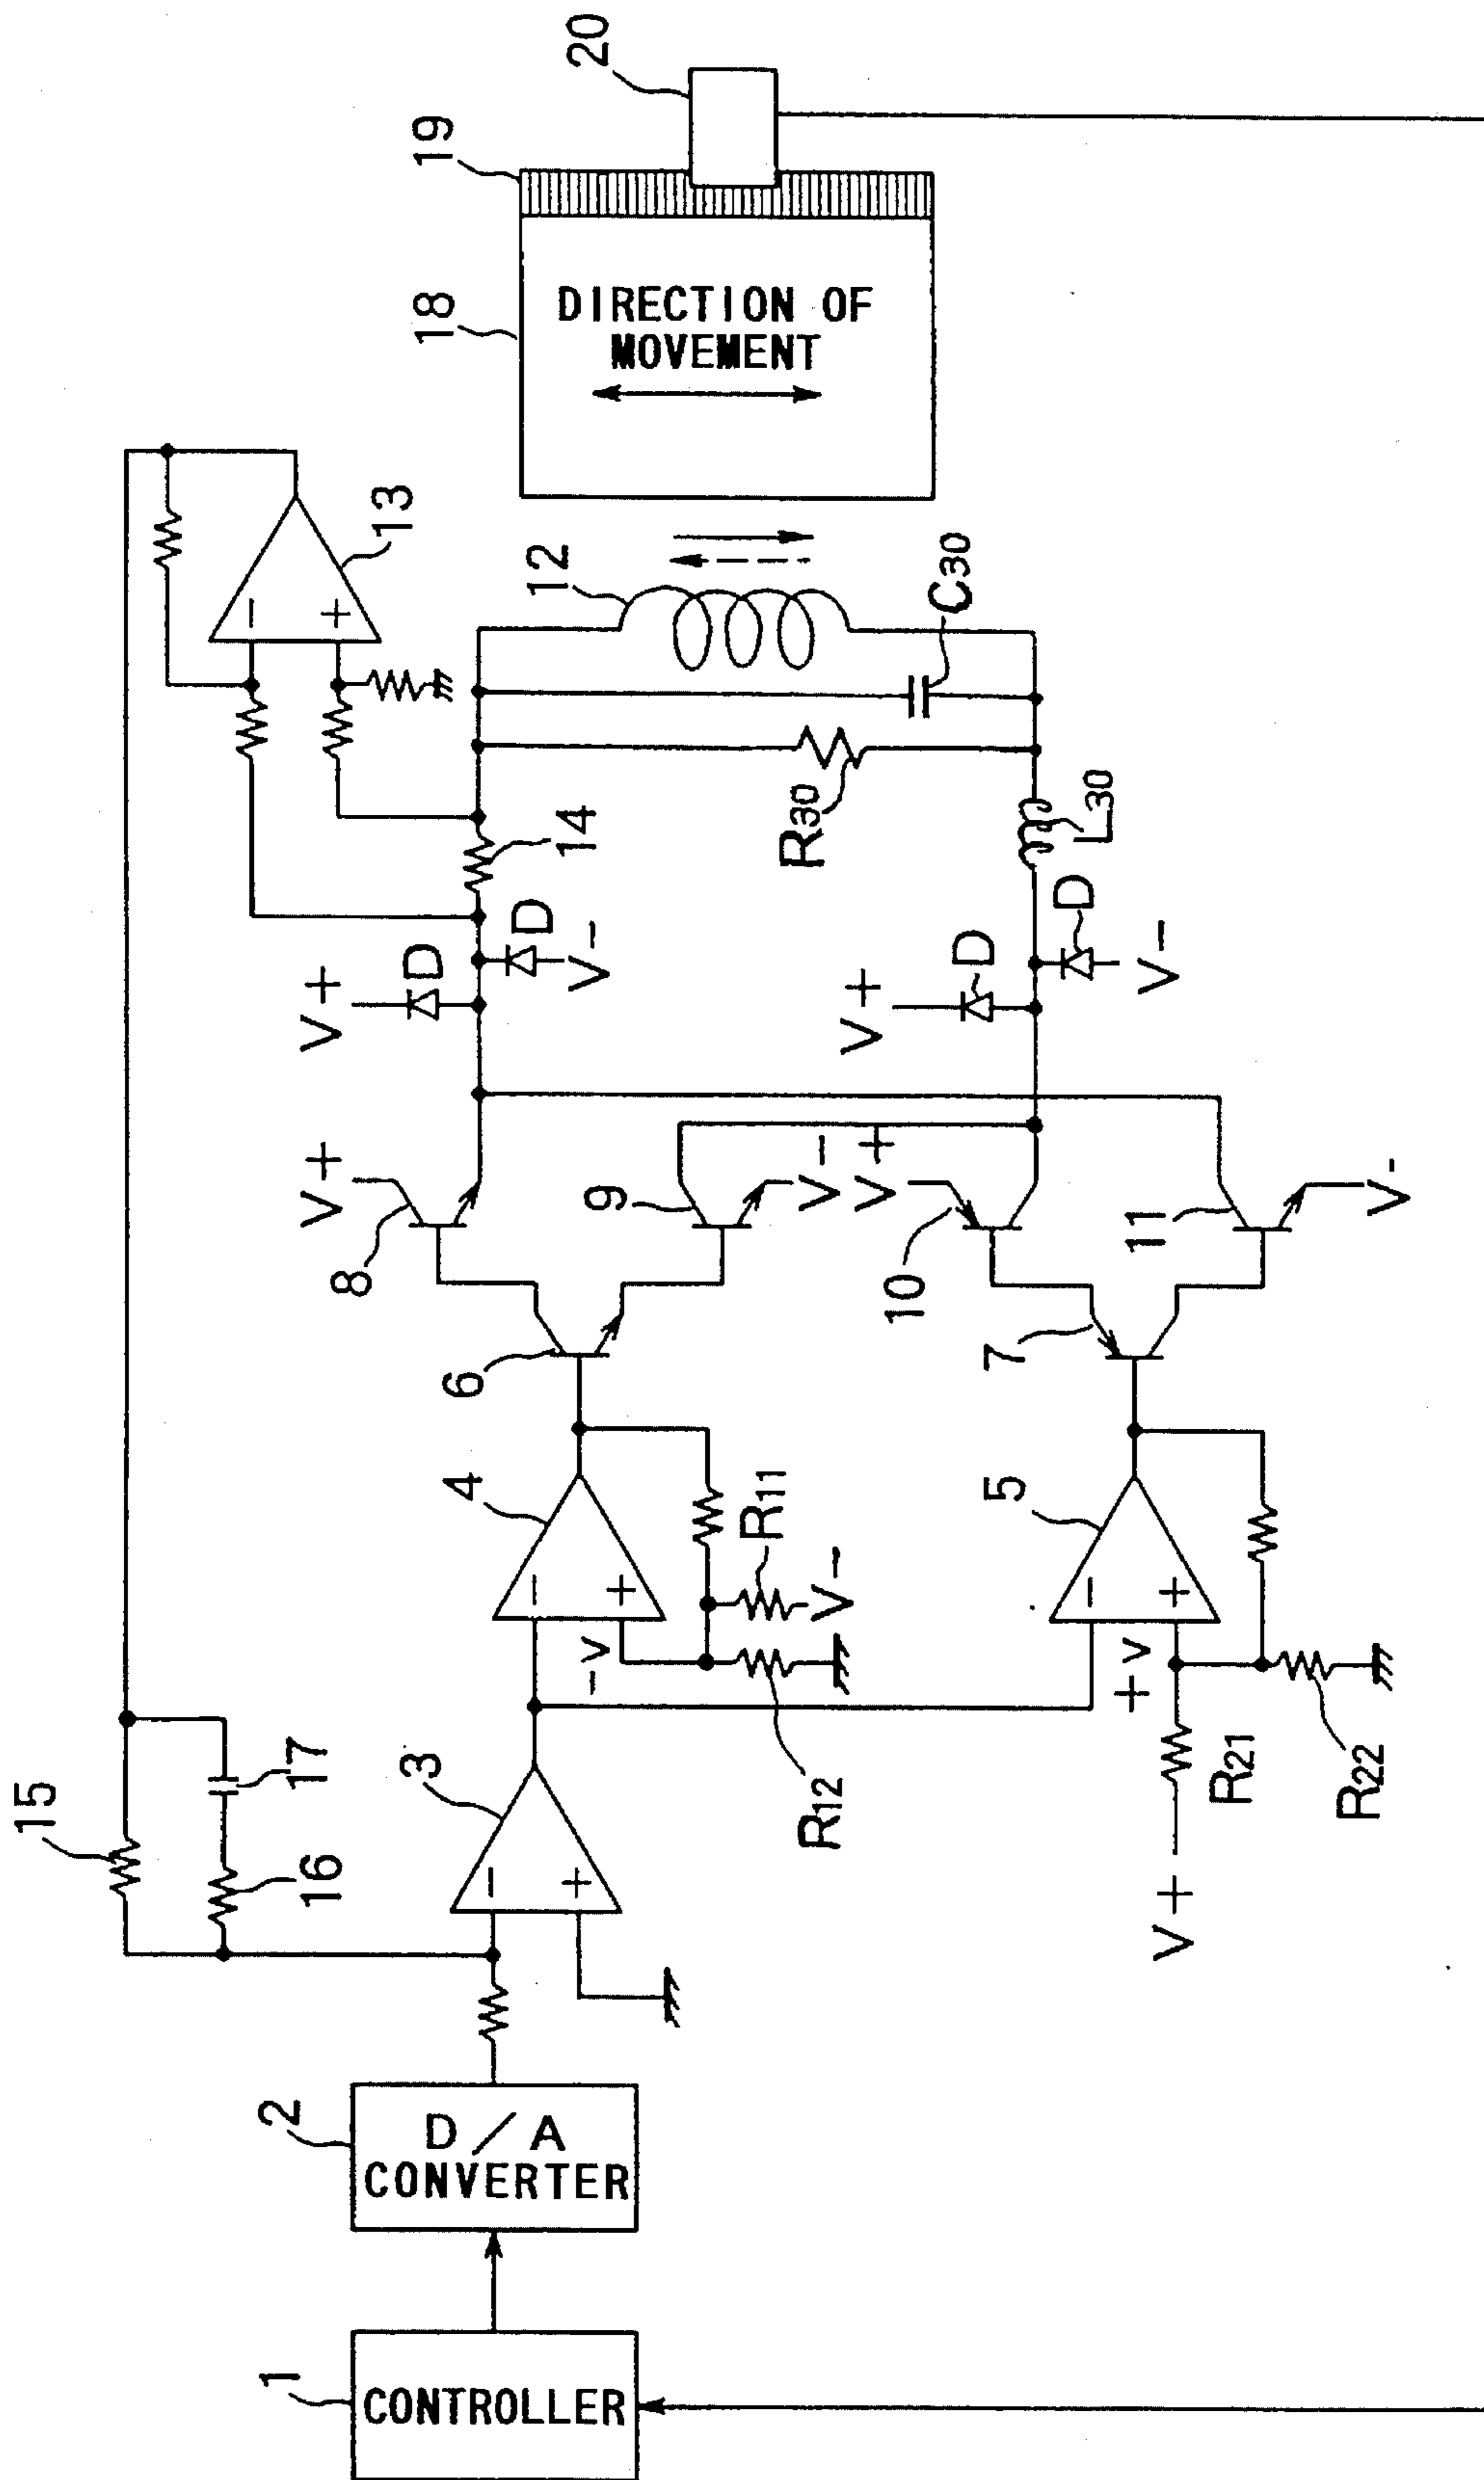 1
CONTROLLER
2
D/A
CONVERTER
15
16
17
3
-
+
R12
4
-
+
-v
R11
V-
5
-
+
+v
V+
R21
R22
6
7
8
V+
9
V-
10
V+
11
V-
V+
D
D
V-
V+
D
D
V-
14
13
-
+
R30
L30
C30
12
18
DIRECTION OF
MOVEMENT
19
20